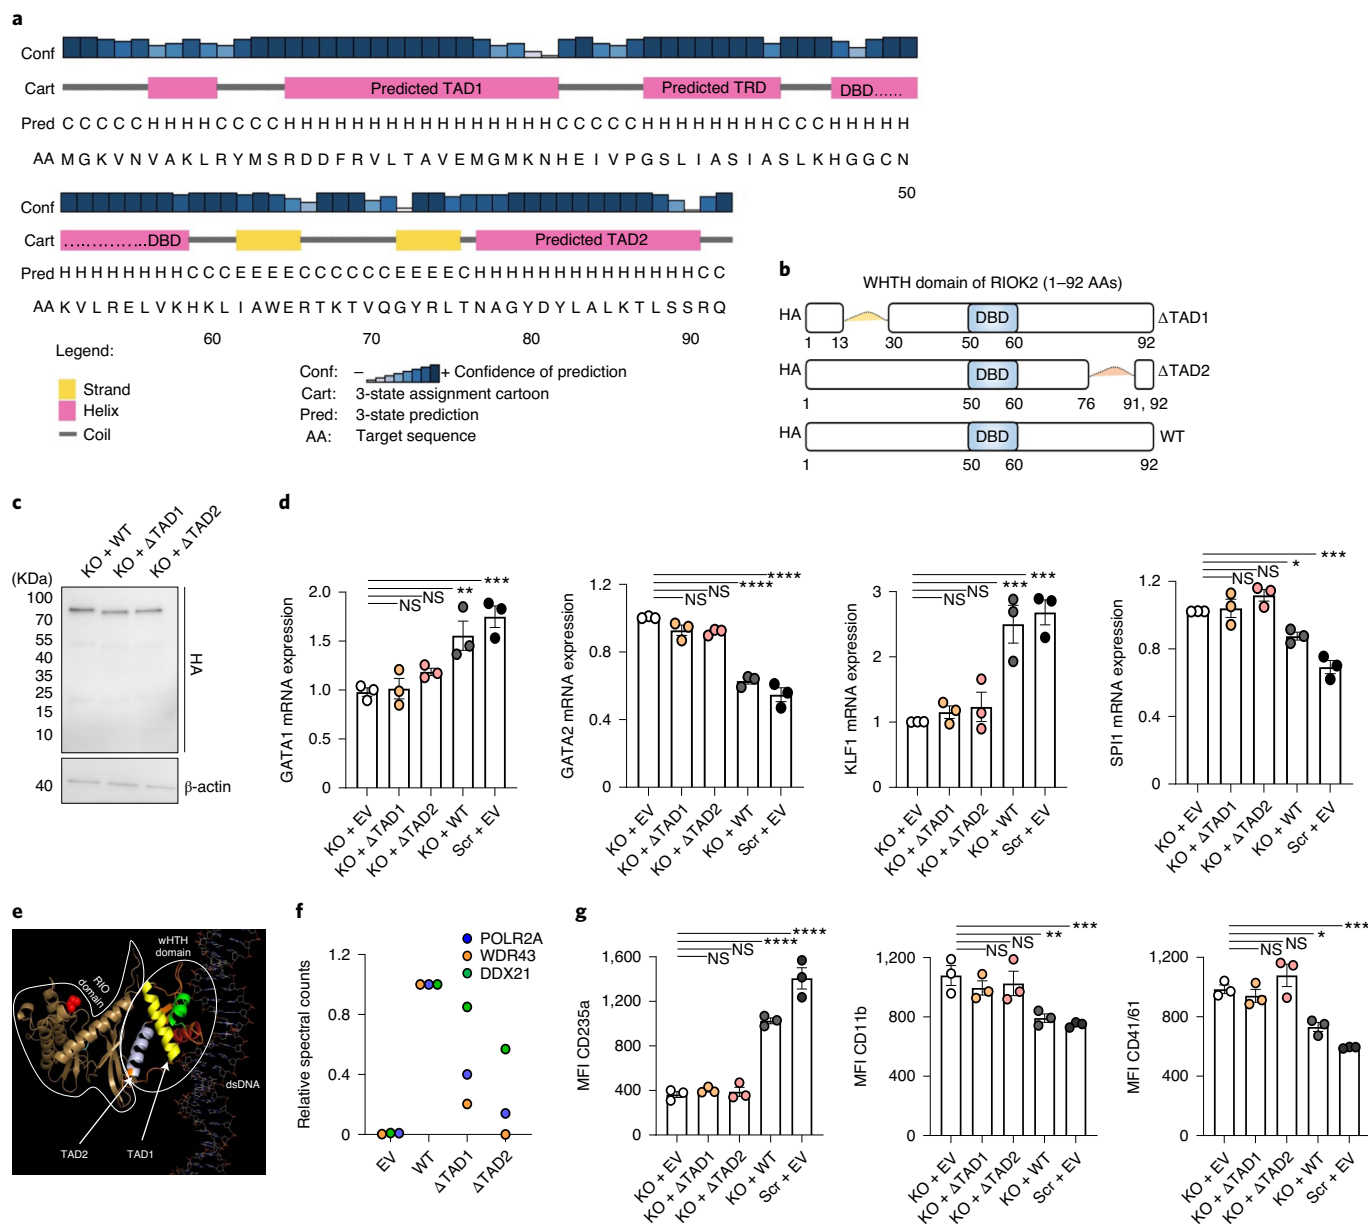 a
Conf
Cart Predicted TAD1 Predicted TRD DBD......
Pred C C C C C H H H H C C C C H H H H H H H H H H H H H H H H C C C C C H H H H H H H H C C C H H H H H
AA M G K V N V A K L R Y M S R D D F R V L T A V E M G M K N H E I V P G S L I A S I A S L K H G G C N
50
Conf
Cart ..............DBD Predicted TAD2
Pred H H H H H H H H C C C E E E E C C C C C C E E E E C H H H H H H H H H H H H H H C C
AA K V L R E L V K H K L I A W E R T K T V Q G Y R L T N A G Y D Y L A L K T L S S R Q
60 70 80 90
Legend:
Strand
Helix
Coil
Conf: – + Confidence of prediction
Cart: 3-state assignment cartoon
Pred: 3-state prediction
AA: Target sequence
b
WHTH domain of RIOK2 (1–92 AAs)
HA DBD ΔTAD1
1 13 30 50 60 92
HA DBD ΔTAD2
1 50 60 76 91, 92
HA DBD WT
1 50 60 92
c
KO + WT
KO + ΔTAD1
KO + ΔTAD2
(KDa)
100
70
55
40
35
25
15
10
HA
40 β-actin
d
GATA1 mRNA expression
2.0
1.5
1.0
0.5
0
NS
NS
**
***
KO + EV
KO + ΔTAD1
KO + ΔTAD2
KO + WT
Scr + EV
GATA2 mRNA expression
1.2
0.8
0.4
0
NS
NS
****
****
KO + EV
KO + ΔTAD1
KO + ΔTAD2
KO + WT
Scr + EV
KLF1 mRNA expression
3
2
1
0
NS
NS
***
***
KO + EV
KO + ΔTAD1
KO + ΔTAD2
KO + WT
Scr + EV
SPI1 mRNA expression
1.2
0.8
0.4
0
NS
NS
*
***
KO + EV
KO + ΔTAD1
KO + ΔTAD2
KO + WT
Scr + EV
e
RIO
domain
wHTH
domain
dsDNA
TAD2
TAD1
f
Relative spectral counts
1.2
0.8
0.4
0
POLR2A
WDR43
DDX21
EV
WT
ΔTAD1
ΔTAD2
g
MFI CD235a
1,600
1,200
800
400
0
NS
NS
****
****
KO + EV
KO + ΔTAD1
KO + ΔTAD2
KO + WT
Scr + EV
MFI CD11b
1,200
800
400
0
NS
NS
**
***
KO + EV
KO + ΔTAD1
KO + ΔTAD2
KO + WT
Scr + EV
MFI CD41/61
1,200
800
400
0
NS
NS
*
***
KO + EV
KO + ΔTAD1
KO + ΔTAD2
KO + WT
Scr + EV